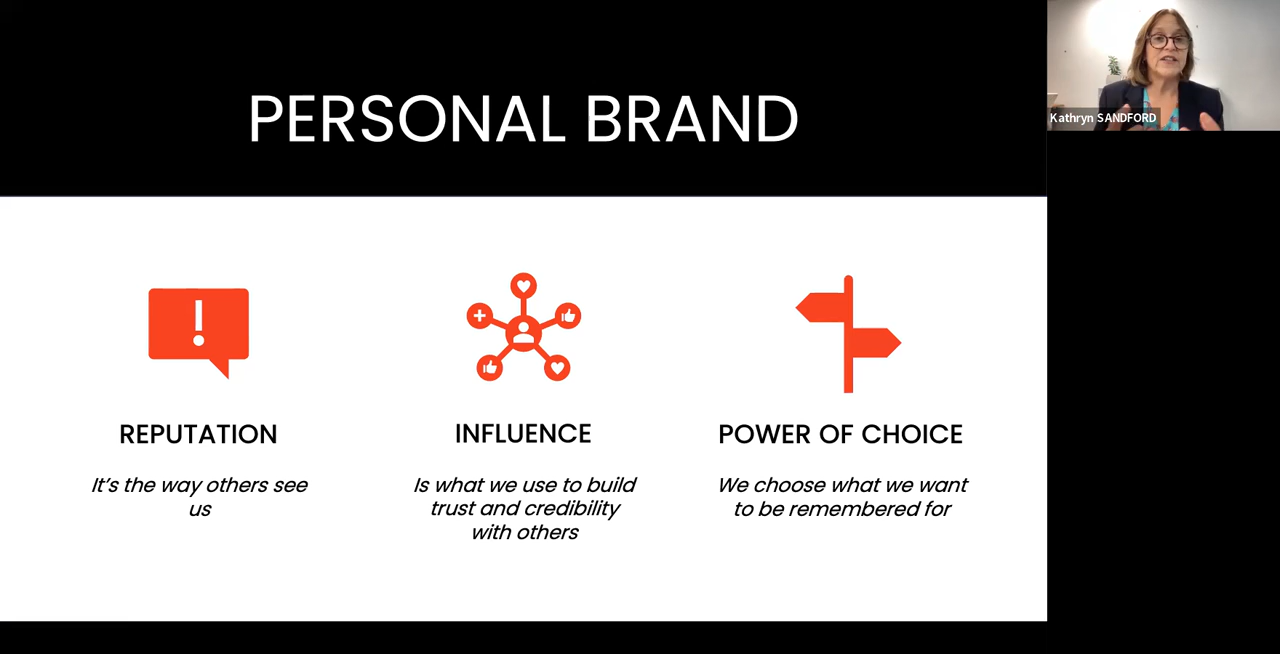 PERSONAL BRAND
Kathryn SANDFORD
REPUTATION
It's the way others see
us
INFLUENCE
Is what we use to build
trust and credibility
with others
POWER OF CHOICE
We choose what we want
to be remembered for